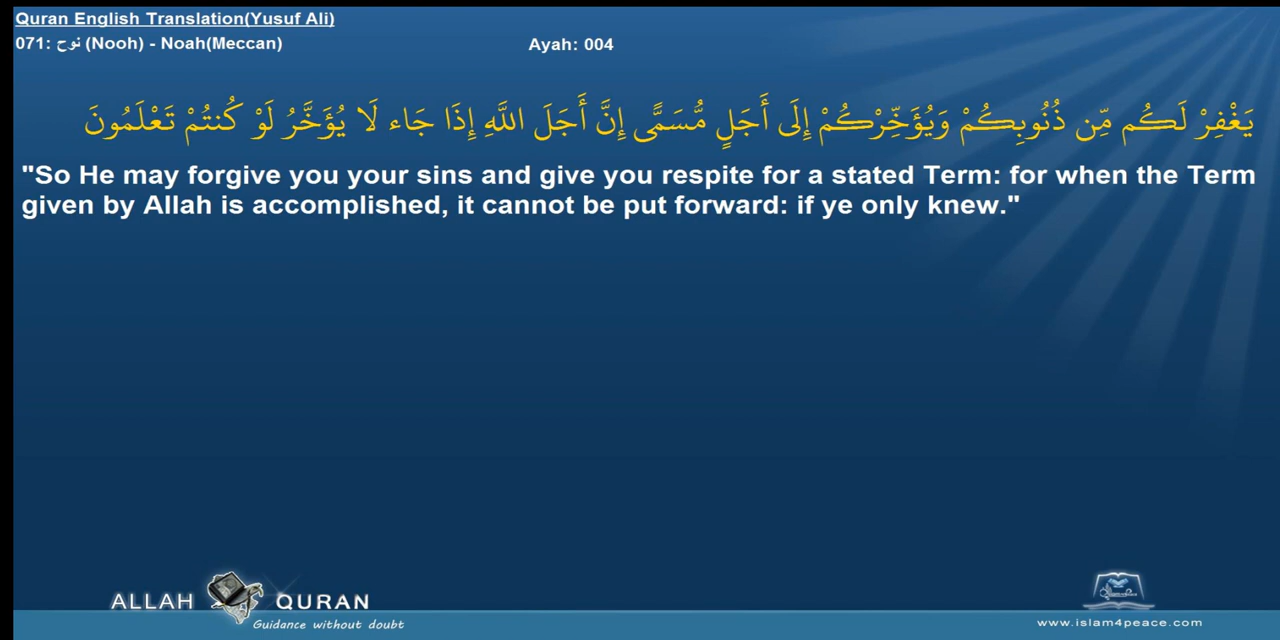 Quran English Translation(Yusuf Ali)
071: نوح (Nooh) - Noah(Meccan)
Ayah: 004
يَغْفِرْ لَكُم مِّن ذُنُوبِكُمْ وَيُؤَخِّرْكُمْ إِلَى أَجَلٍ مُّسَمًّى إِنَّ أَجَلَ اللَّهِ إِذَا جَاء لَا يُؤَخَّرُ لَوْ كُنتُمْ تَعْلَمُونَ
"So He may forgive you your sins and give you respite for a stated Term: for when the Term
given by Allah is accomplished, it cannot be put forward: if ye only knew."
ALLAH QURAN
Guidance without doubt
www.islam4peace.com